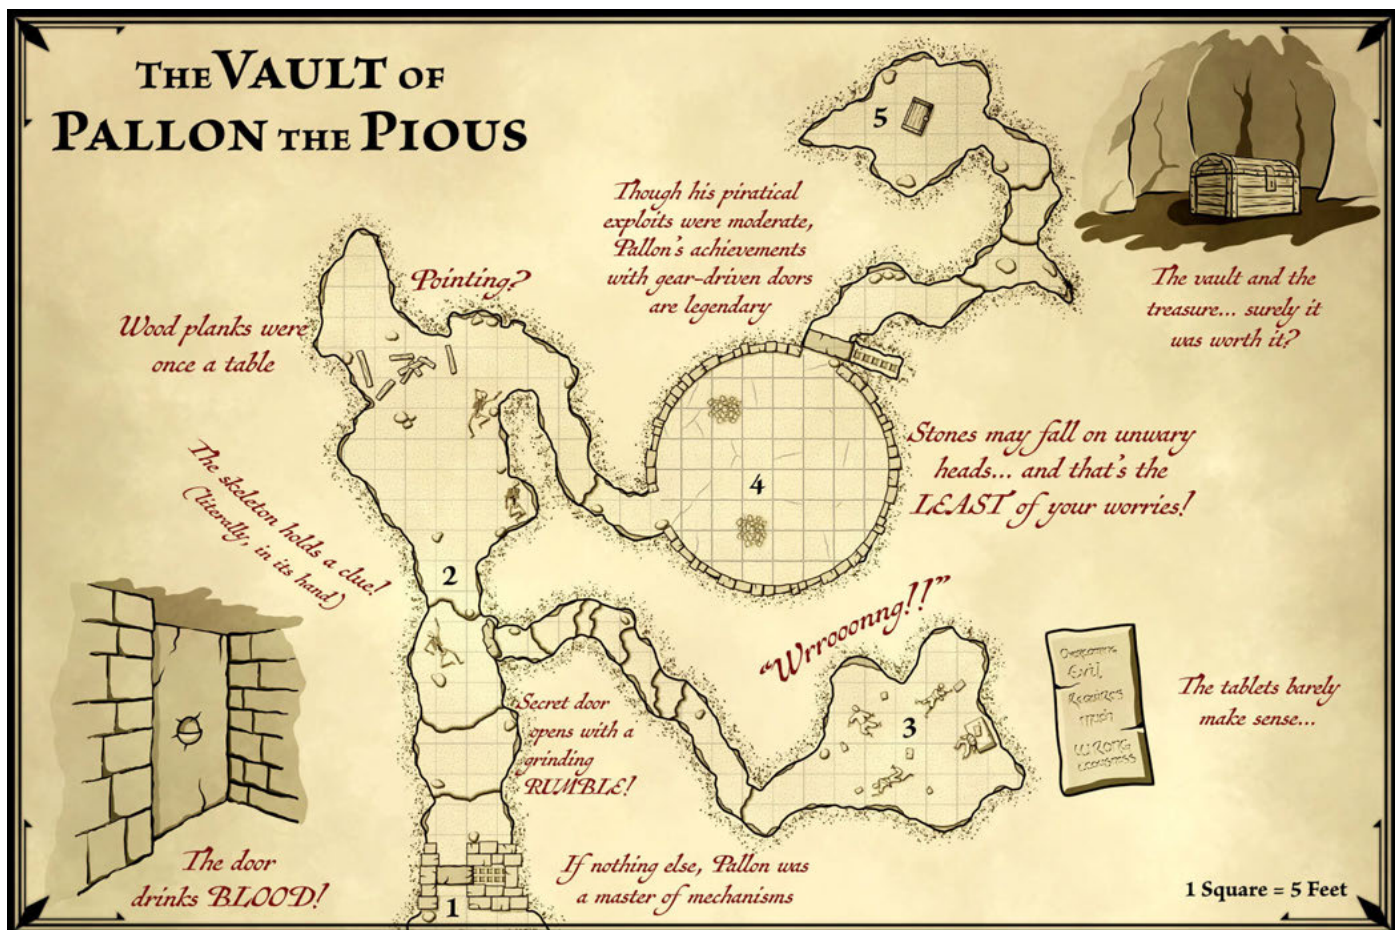 THE VAULT OF
PALLON THE PIOUS
5
Though his piratical
exploits were moderate,
Pallon's achievements
with gear-driven doors
are legendary
The vault and the
treasure... surely it
was worth it?
Pointing?
Wood planks were
once a table
The skeleton holds a clue!
(literally, in its hand)
4
Stones may fall on unwary
heads... and that's the
LEAST of your worries!
2
"Wrrooonng!!"
Secret door
opens with a
grinding
RUMBLE!
3
Evil
Requires
much
WRONG
The tablets barely
make sense...
The door
drinks BLOOD!
1
If nothing else, Pallon was
a master of mechanisms
1 Square = 5 Feet